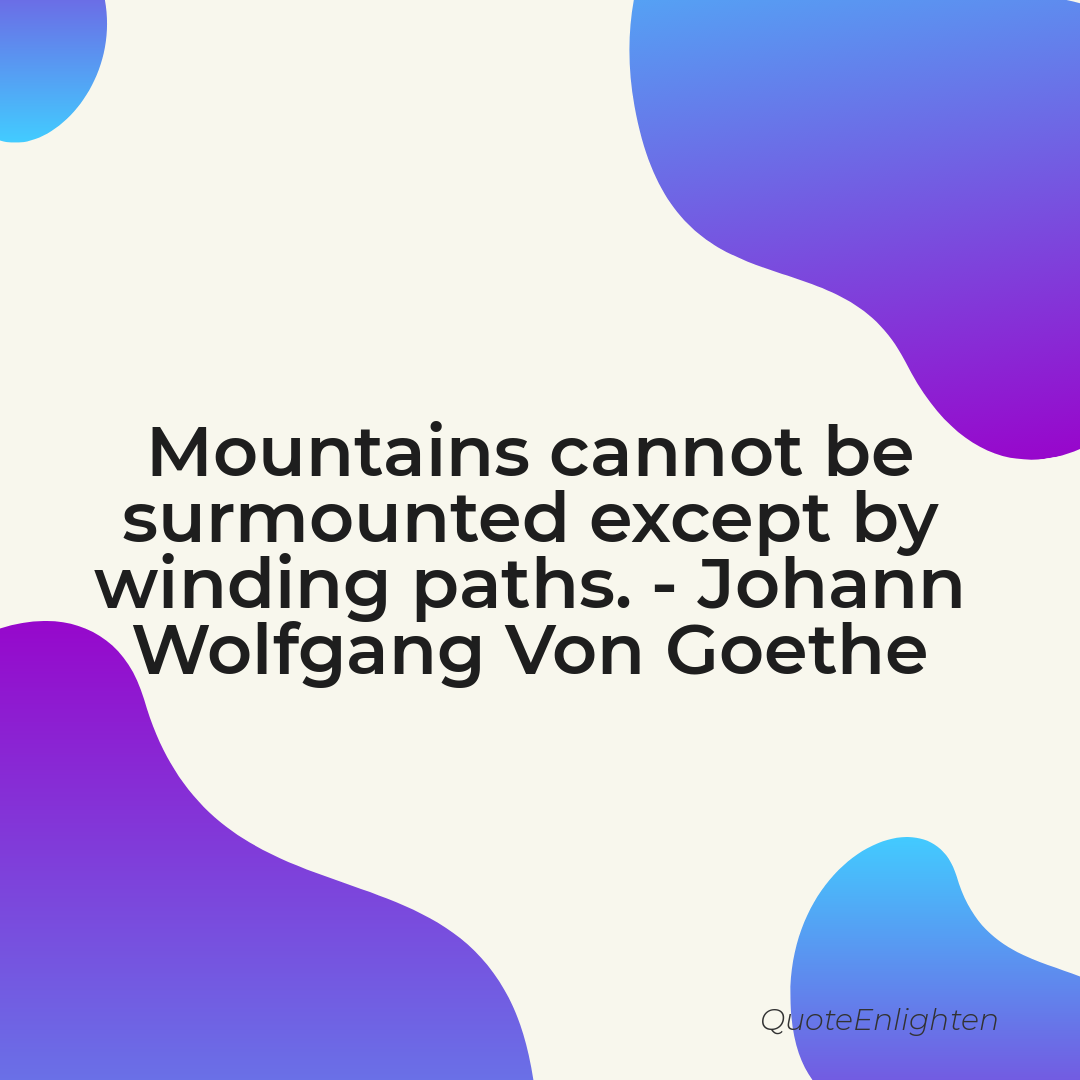 Mountains cannot be
surmounted except by
winding paths. - Johann
Wolfgang Von Goethe
QuoteEnlighten